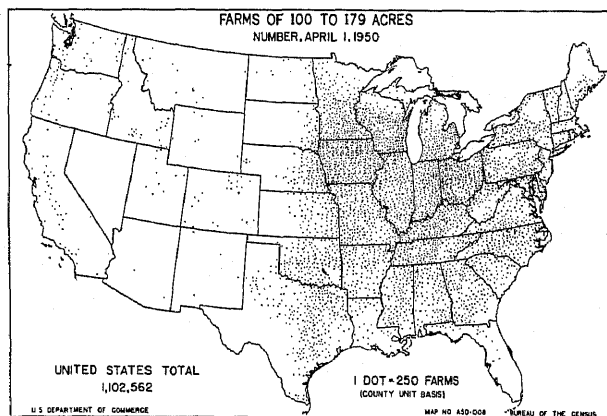 FARMS OF 100 TO 179 ACRES
NUMBER, APRIL 1, 1950
UNITED STATES TOTAL
1,102,562
1 DOT = 250 FARMS
(COUNTY UNIT BASIS)
U S DEPARTMENT OF COMMERCE
MAP NO A50-008
BUREAU OF THE CENSUS